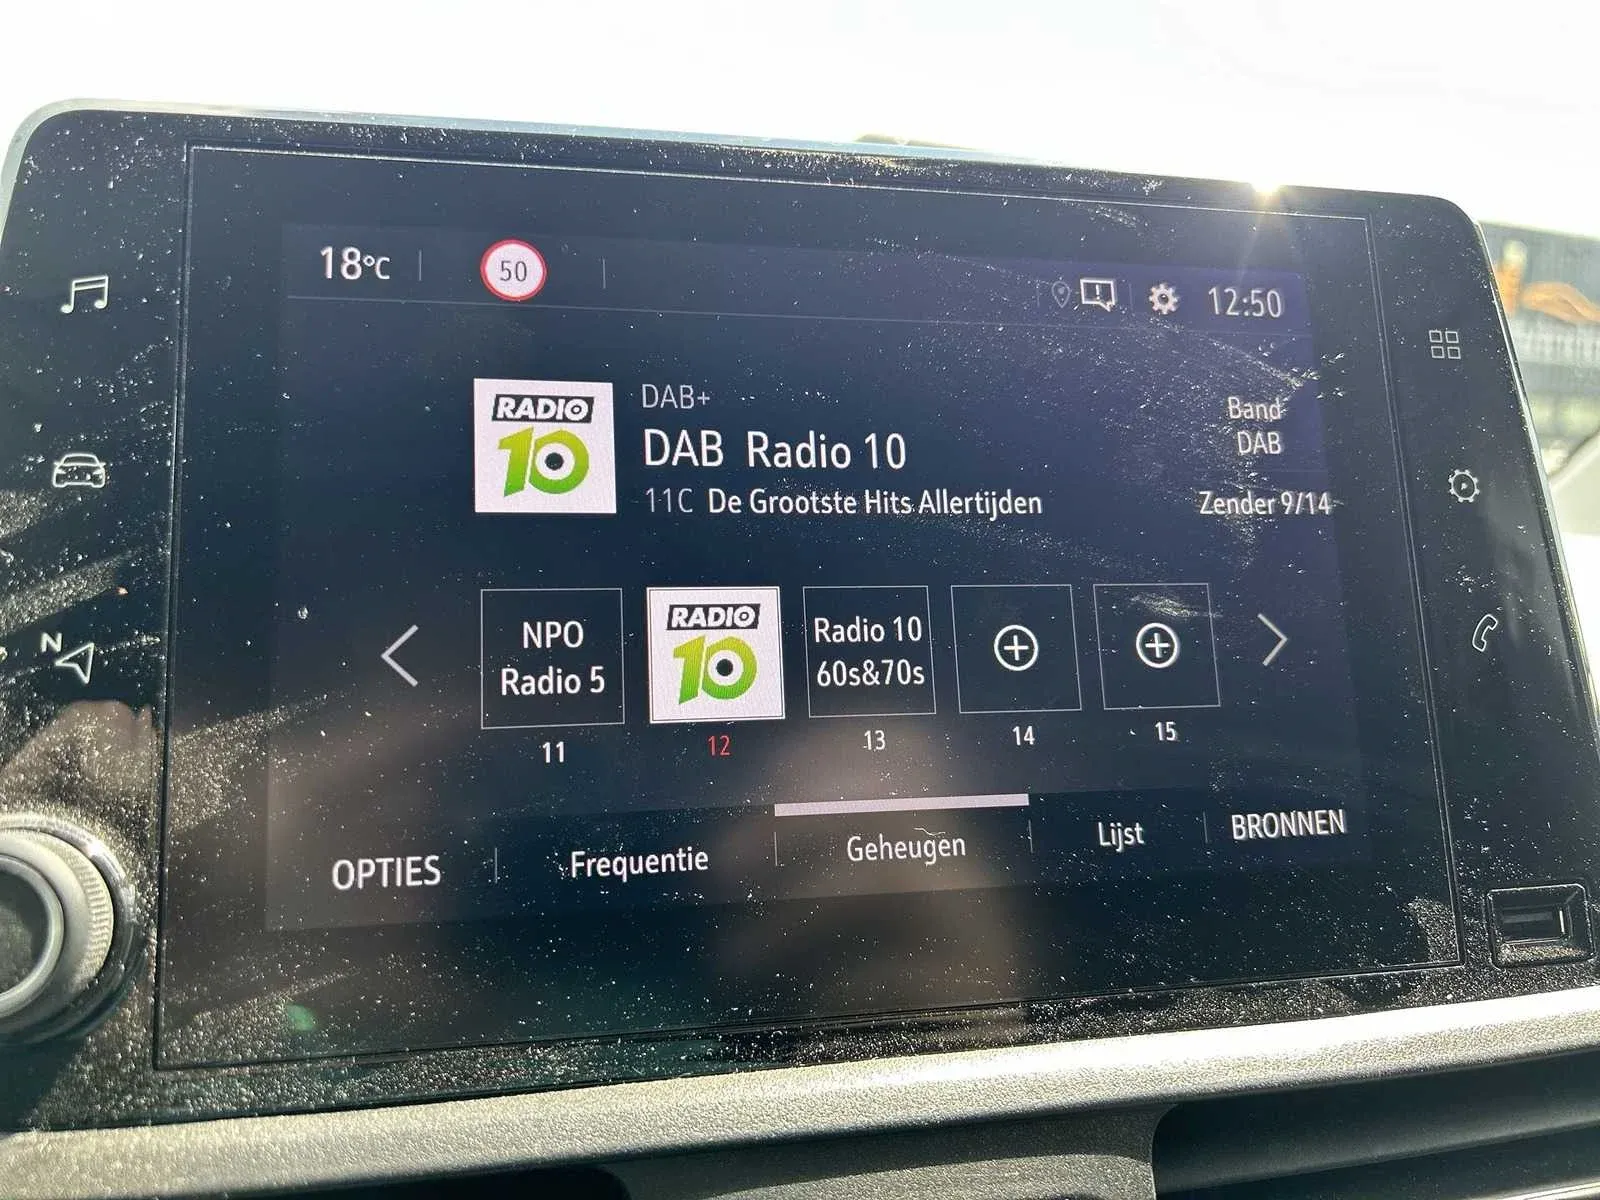 18°C
50
12:50
RADIO
10
DAB+
DAB Radio 10
11C De Grootste Hits Allertijden
Band
DAB
Zender 9/14
N
NPO
Radio 5
RADIO
10
Radio 10
60s&70s
11
12
13
14
15
OPTIES
Frequentie
Geheugen
Lijst
BRONNEN